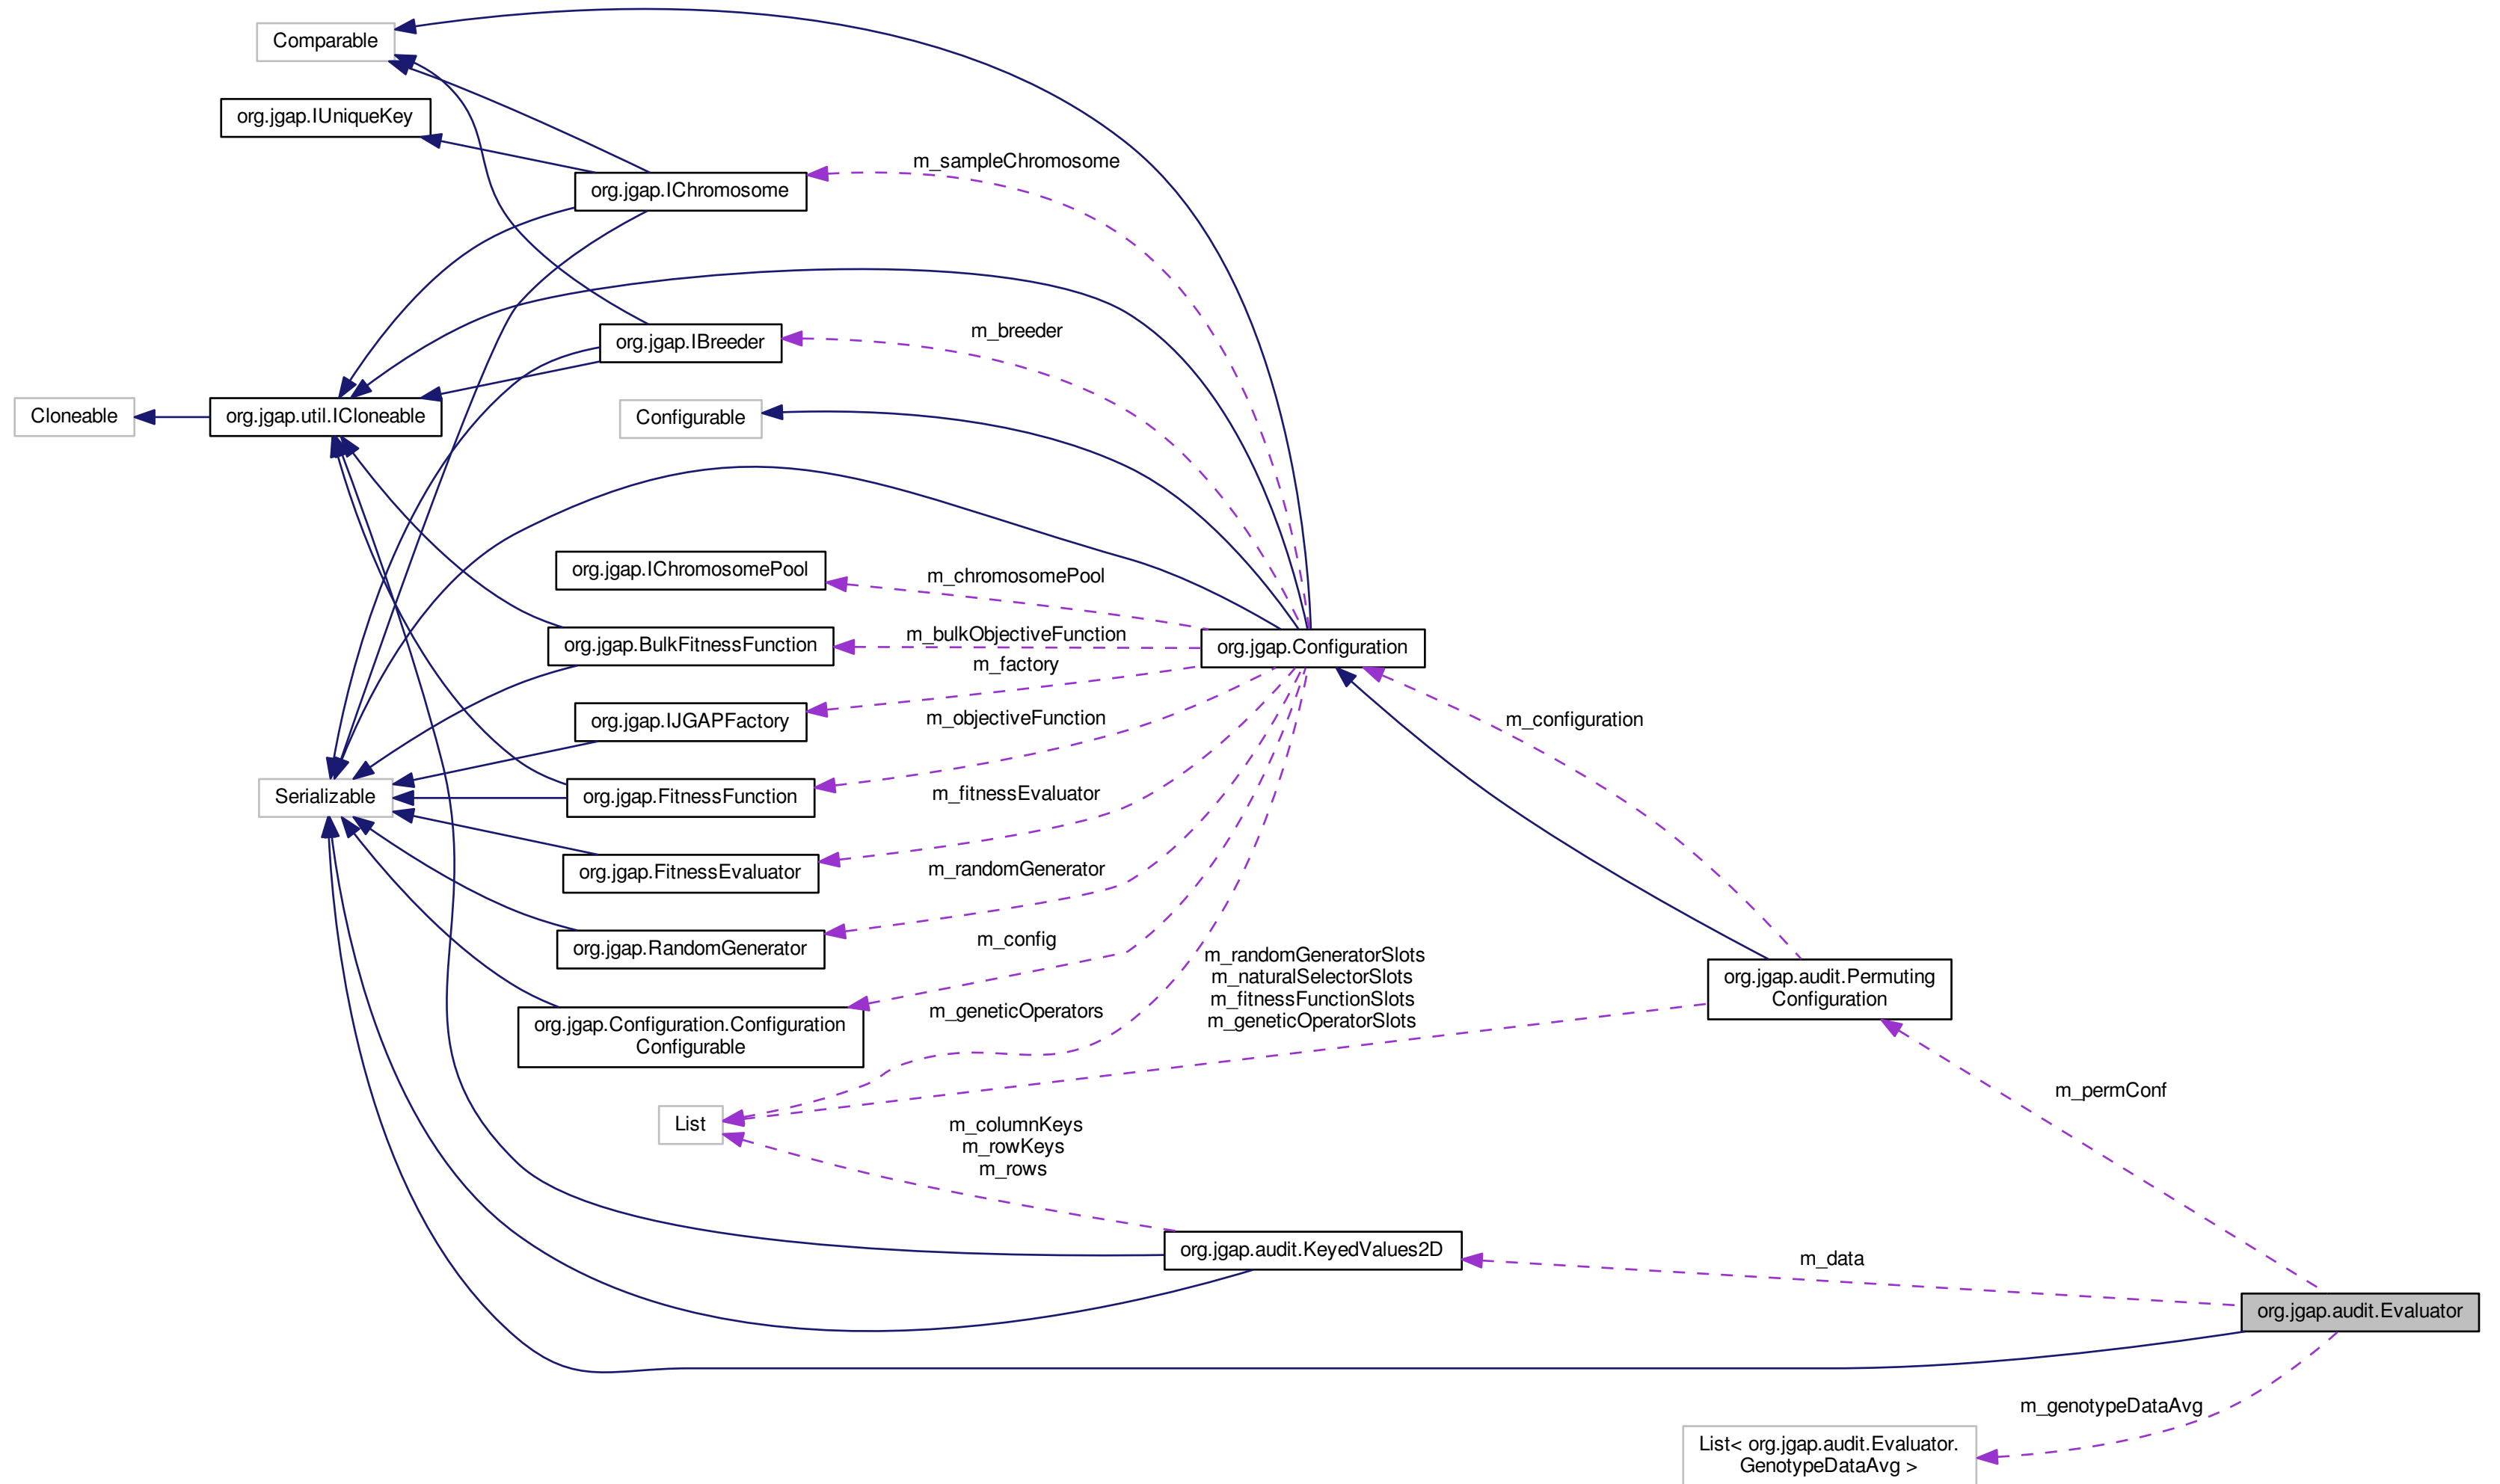 Comparable
org.jgap.IUniqueKey
m_sampleChromosome
org.jgap.IChromosome
m_breeder
org.jgap.IBreeder
Cloneable
org.jgap.util.ICloneable
Configurable
org.jgap.IChromosomePool
m_chromosomePool
m_bulkObjectiveFunction
org.jgap.BulkFitnessFunction
org.jgap.Configuration
m_factory
org.jgap.IJGAPFactory
m_objectiveFunction
m_configuration
Serializable
org.jgap.FitnessFunction
m_fitnessEvaluator
org.jgap.FitnessEvaluator
m_randomGenerator
org.jgap.RandomGenerator
m_config
m_randomGeneratorSlots
m_naturalSelectorSlots
m_fitnessFunctionSlots
m_geneticOperatorSlots
org.jgap.audit.Permuting
Configuration
m_geneticOperators
org.jgap.Configuration.Configuration
Configurable
m_permConf
List
m_columnKeys
m_rowKeys
m_rows
org.jgap.audit.KeyedValues2D
m_data
org.jgap.audit.Evaluator
m_genotypeDataAvg
List< org.jgap.audit.Evaluator.
GenotypeDataAvg >